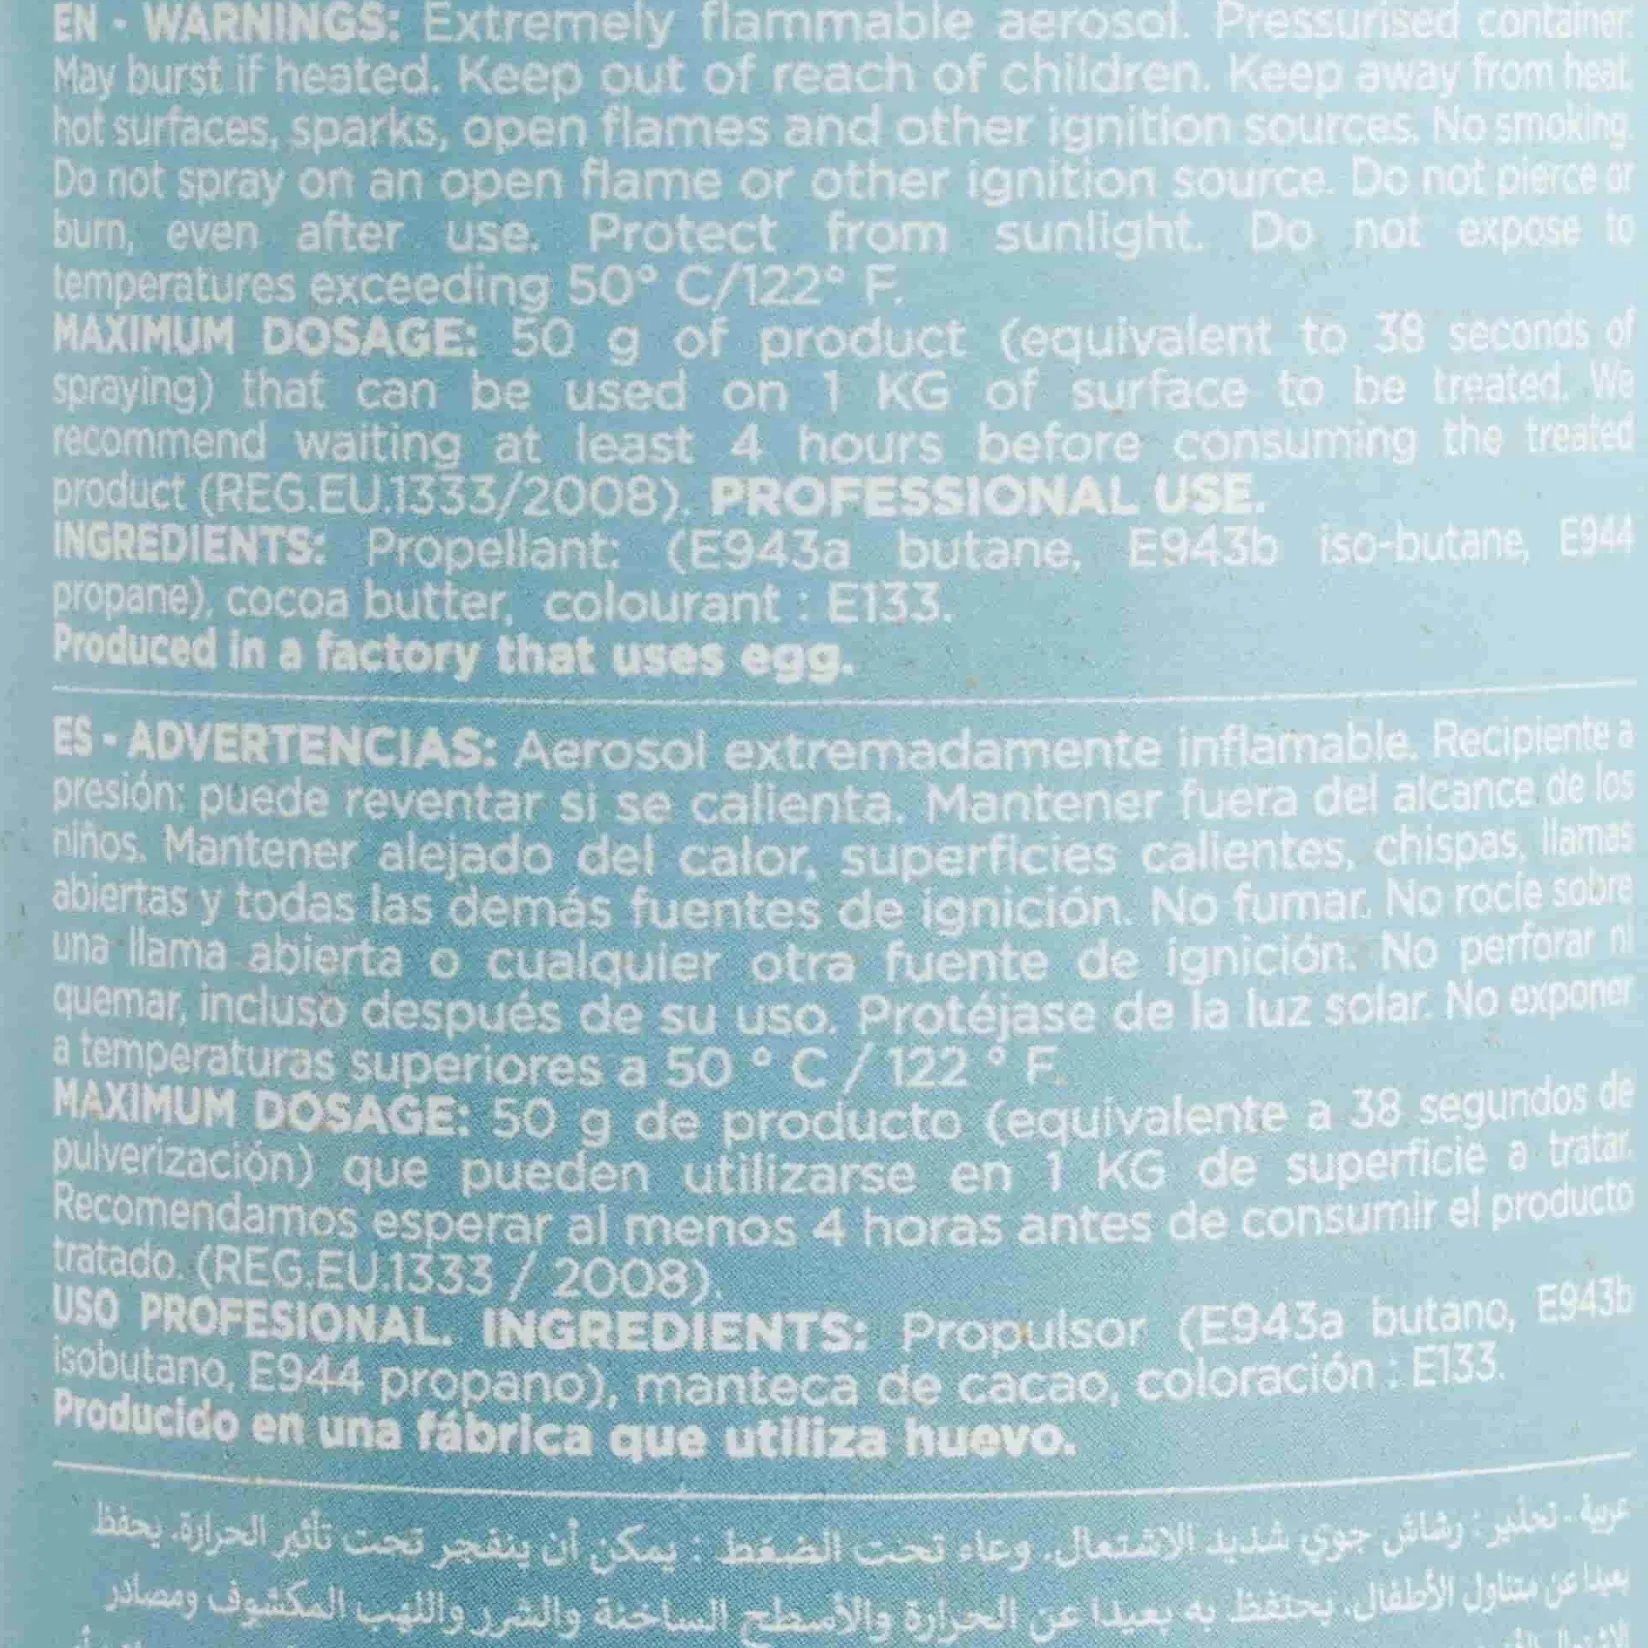 EN - WARNINGS: Extremely flammable aerosol. Pressurised container.
May burst if heated. Keep out of reach of children. Keep away from heat,
hot surfaces, sparks, open flames and other ignition sources. No smoking.
Do not spray on an open flame or other ignition source. Do not pierce or
burn, even after use. Protect from sunlight. Do not expose to
temperatures exceeding 50° C/122° F.
MAXIMUM DOSAGE: 50 g of product (equivalent to 38 seconds of
spraying) that can be used on 1 KG of surface to be treated. We
recommend waiting at least 4 hours before consuming the treated
product (REG.EU.1333/2008). PROFESSIONAL USE.
INGREDIENTS: Propellant: (E943a butane, E943b iso-butane, E944
propane), cocoa butter, colourant : E133.
Produced in a factory that uses egg.
ES - ADVERTENCIAS: Aerosol extremadamente inflamable. Recipiente a
presión: puede reventar si se calienta. Mantener fuera del alcance de los
niños. Mantener alejado del calor, superficies calientes, chispas, llamas
abiertas y todas las demás fuentes de ignición. No fumar. No rocíe sobre
una llama abierta o cualquier otra fuente de ignición. No perforar ni
quemar, incluso después de su uso. Protéjase de la luz solar. No exponer
a temperaturas superiores a 50 ° C / 122 ° F.
MAXIMUM DOSAGE: 50 g de producto (equivalente a 38 segundos de
pulverización) que pueden utilizarse en 1 KG de superficie a tratar.
Recomendamos esperar al menos 4 horas antes de consumir el producto
tratado. (REG.EU.1333 / 2008).
USO PROFESIONAL. INGREDIENTS: Propulsor (E943a butano, E943b
isobutano, E944 propano), manteca de cacao, coloración : E133.
Producido en una fábrica que utiliza huevo.
عربية - تحذير : رشاش جوي شديد الاشتعال. وعاء تحت الضغط : يمكن أن ينفجر تحت تأثير الحرارة. يحفظ
بعيدا عن متناول الأطفال. يحتفظ به بعيدا عن الحرارة والأسطح الساخنة والشرر واللهب المكشوف ومصادر